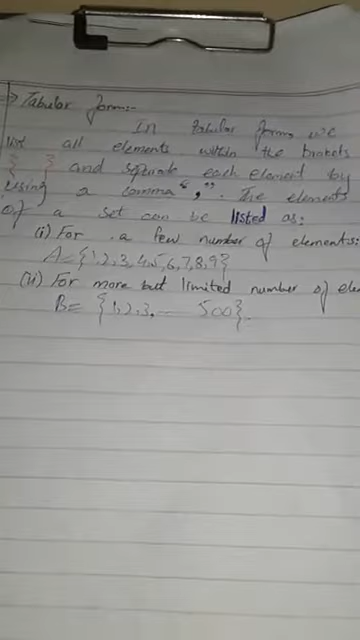 → Tabular form:-
In tabular form, we
list all elements within the brakets
{ } and separate each element by
using a comma ",". The elements
of a set can be listed as:
(i) For a few number of elements:
A={1,2,3,4,5,6,7,8,9}
(ii) For more but limited number of ele
B= {1,2,3, — 500}.